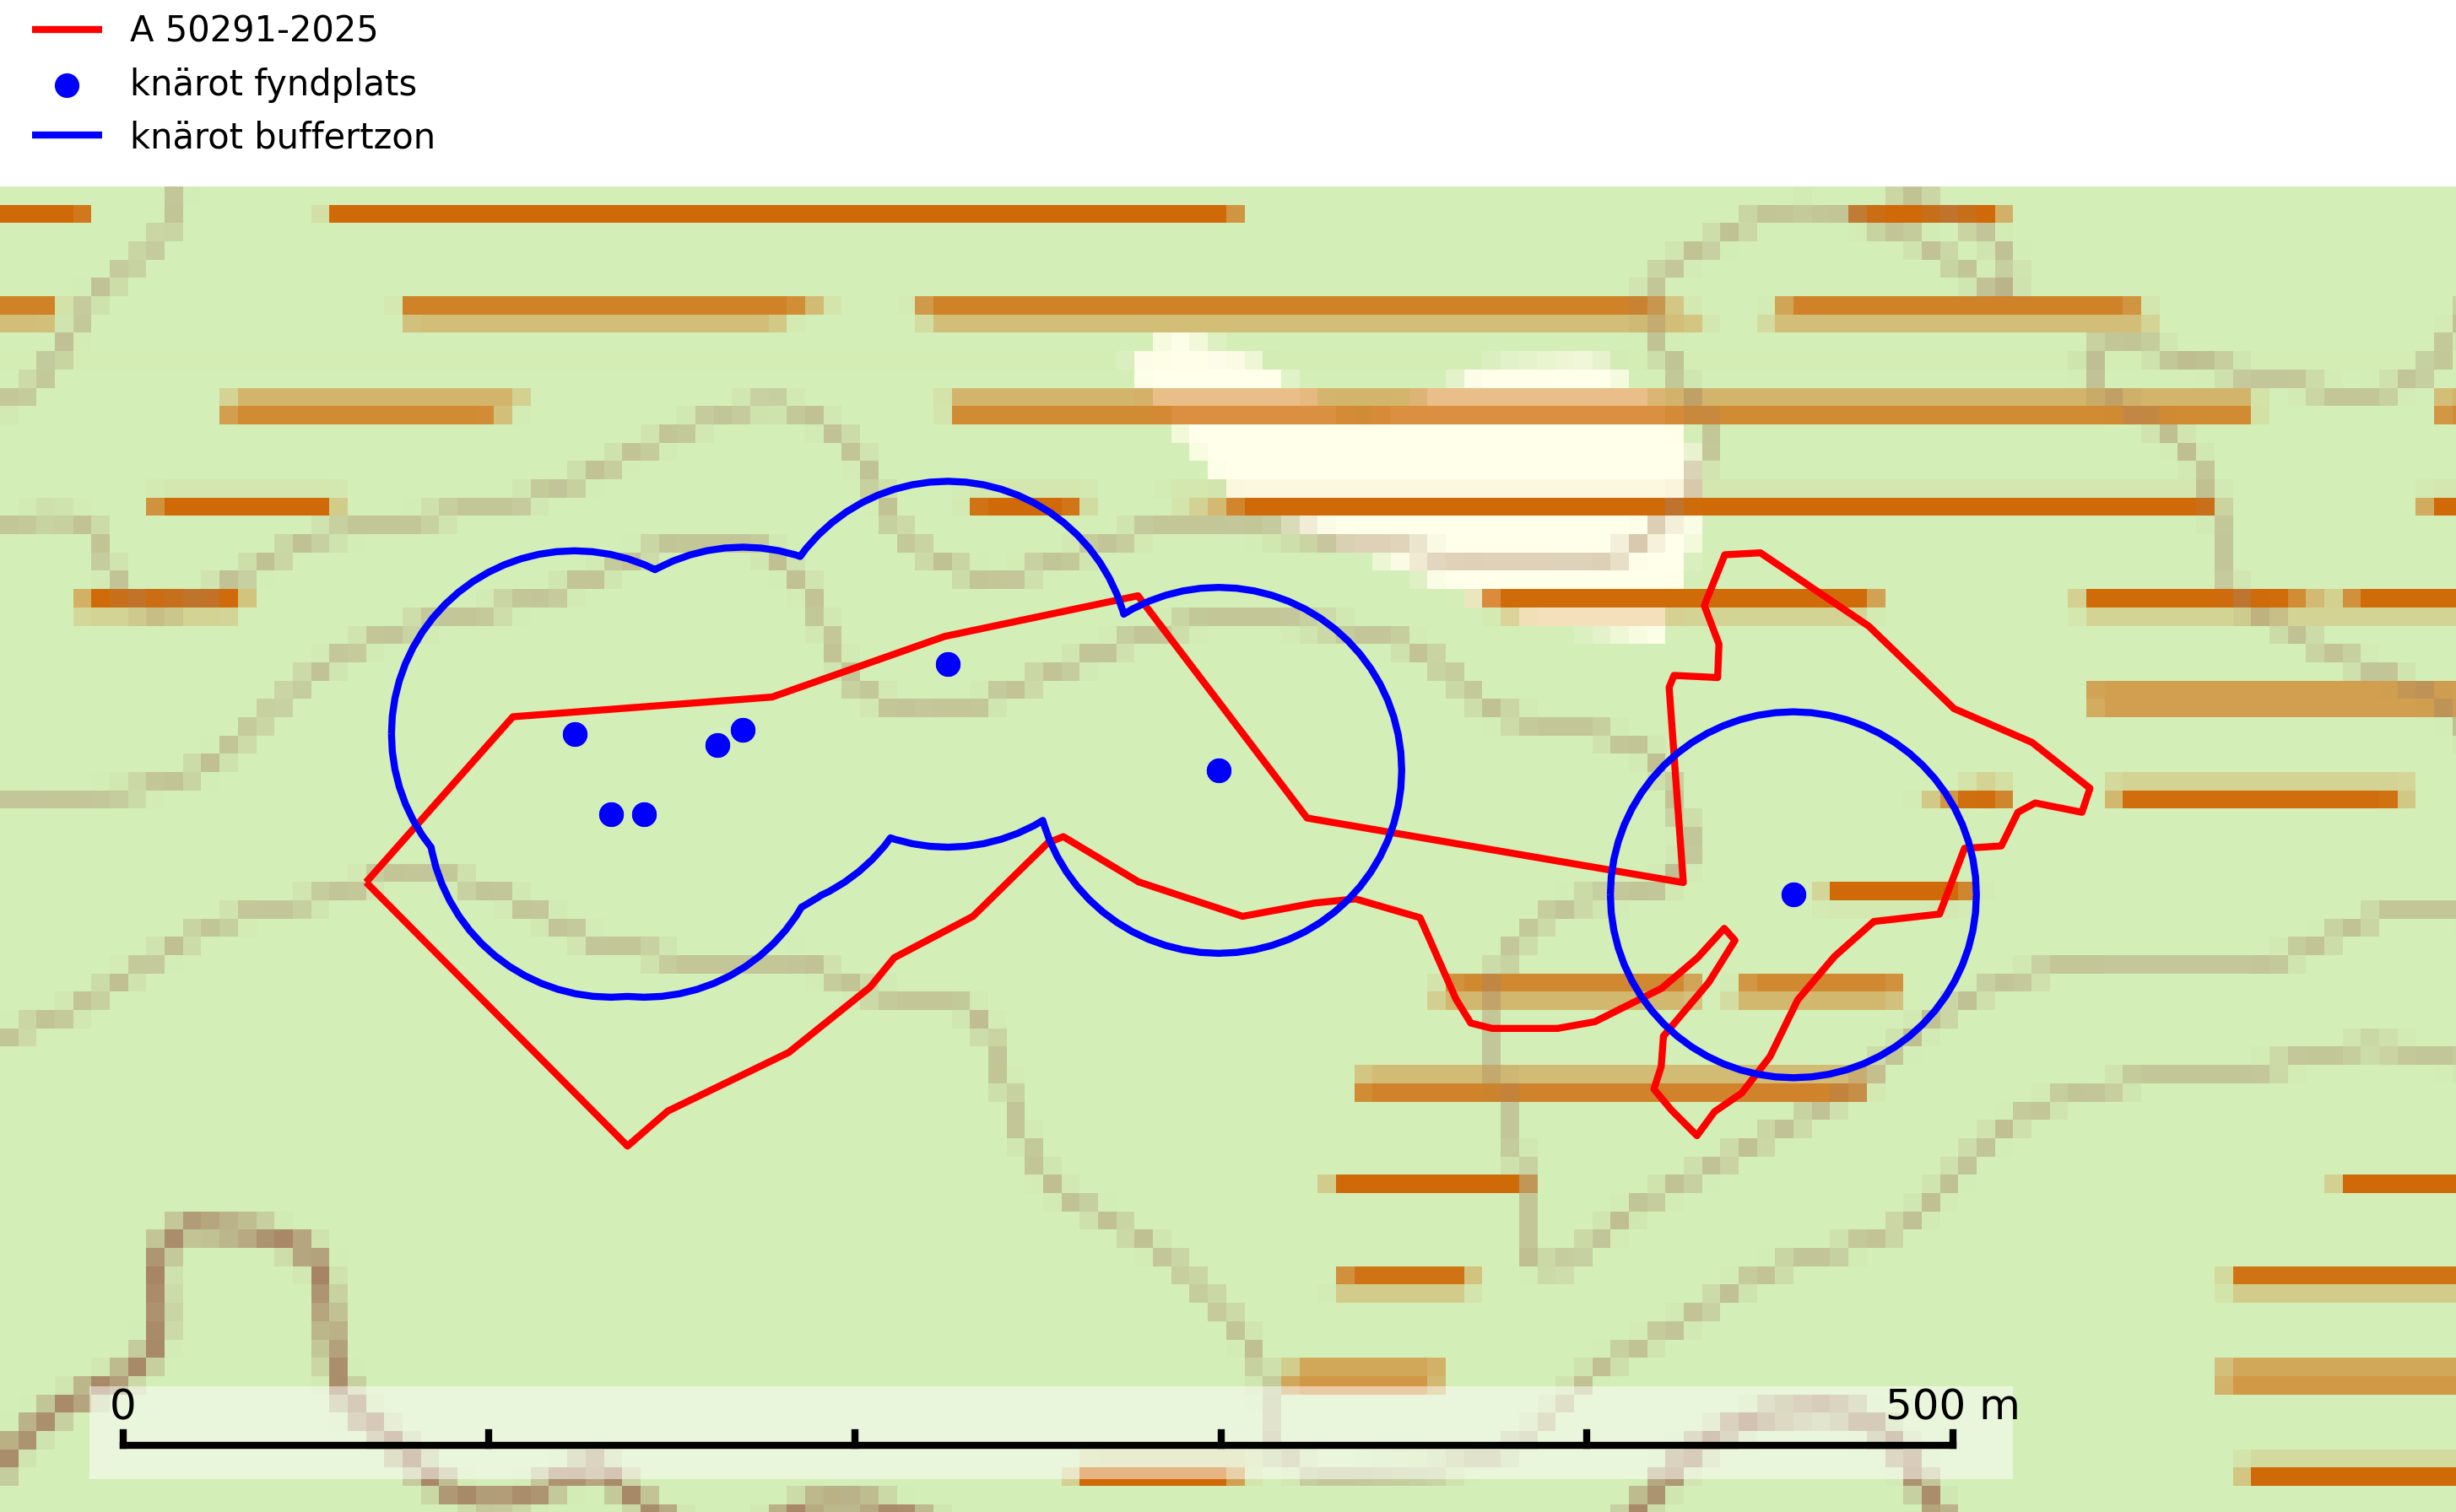 A 50291-2025
knärot fyndplats
knärot buffertzon
0
500 m